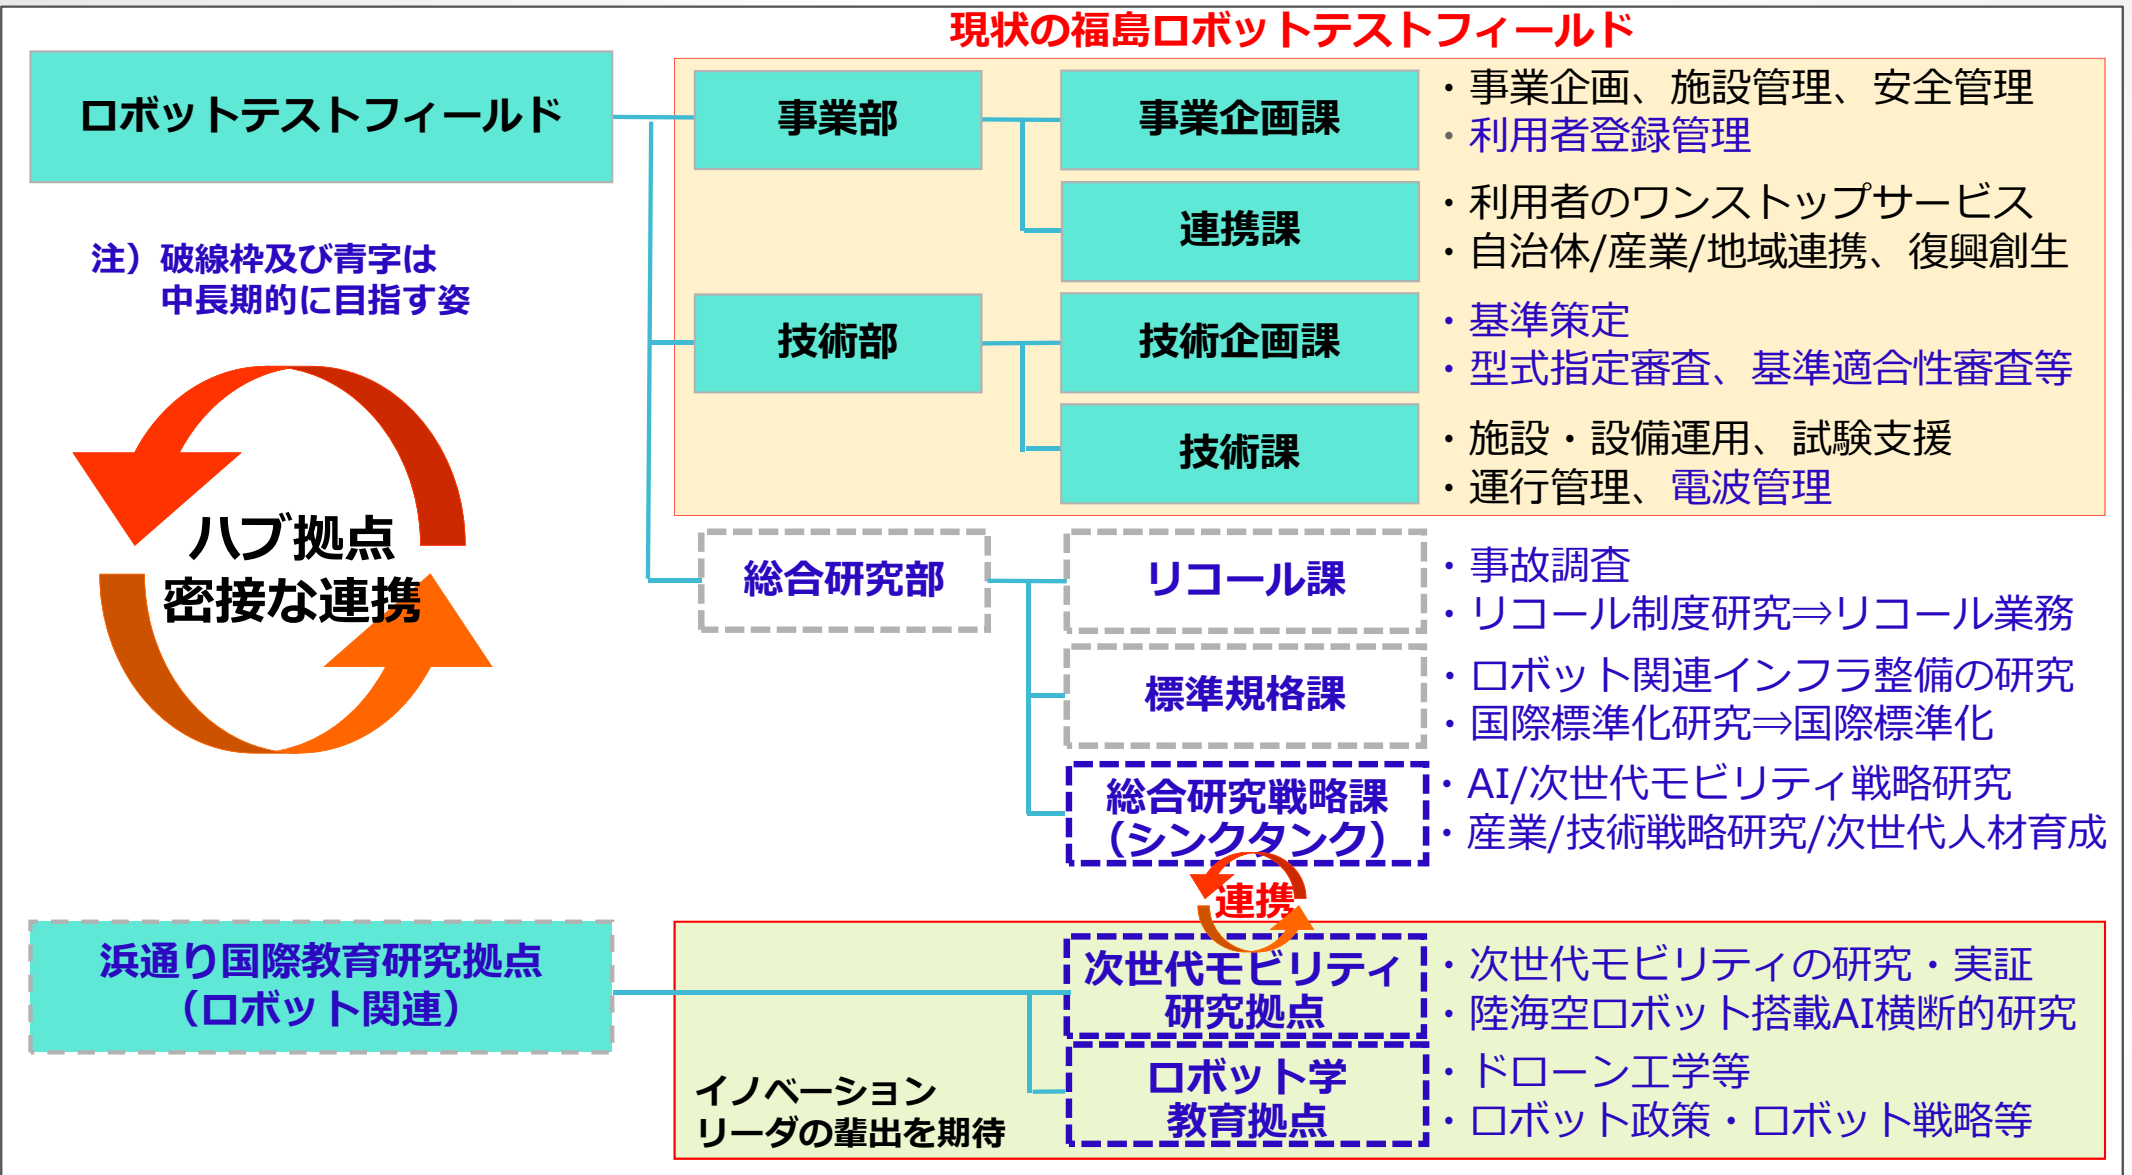 現状の福島ロボットテストフィールド
ロボットテストフィールド
事業部
事業企画課
・事業企画、施設管理、安全管理
・利用者登録管理
連携課
・利用者のワンストップサービス
・自治体/産業/地域連携、復興創生
注）破線枠及び青字は
中長期的に目指す姿
技術部
技術企画課
・基準策定
・型式指定審査、基準適合性審査等
技術課
・施設・設備運用、試験支援
・運行管理、電波管理
ハブ拠点
密接な連携
総合研究部
リコール課
・事故調査
・リコール制度研究⇒リコール業務
標準規格課
・ロボット関連インフラ整備の研究
・国際標準化研究⇒国際標準化
総合研究戦略課
（シンクタンク）
・AI/次世代モビリティ戦略研究
・産業/技術戦略研究/次世代人材育成
連携
浜通り国際教育研究拠点
（ロボット関連）
次世代モビリティ
研究拠点
・次世代モビリティの研究・実証
・陸海空ロボット搭載AI横断的研究
イノベーション
リーダの輩出を期待
ロボット学
教育拠点
・ドローン工学等
・ロボット政策・ロボット戦略等